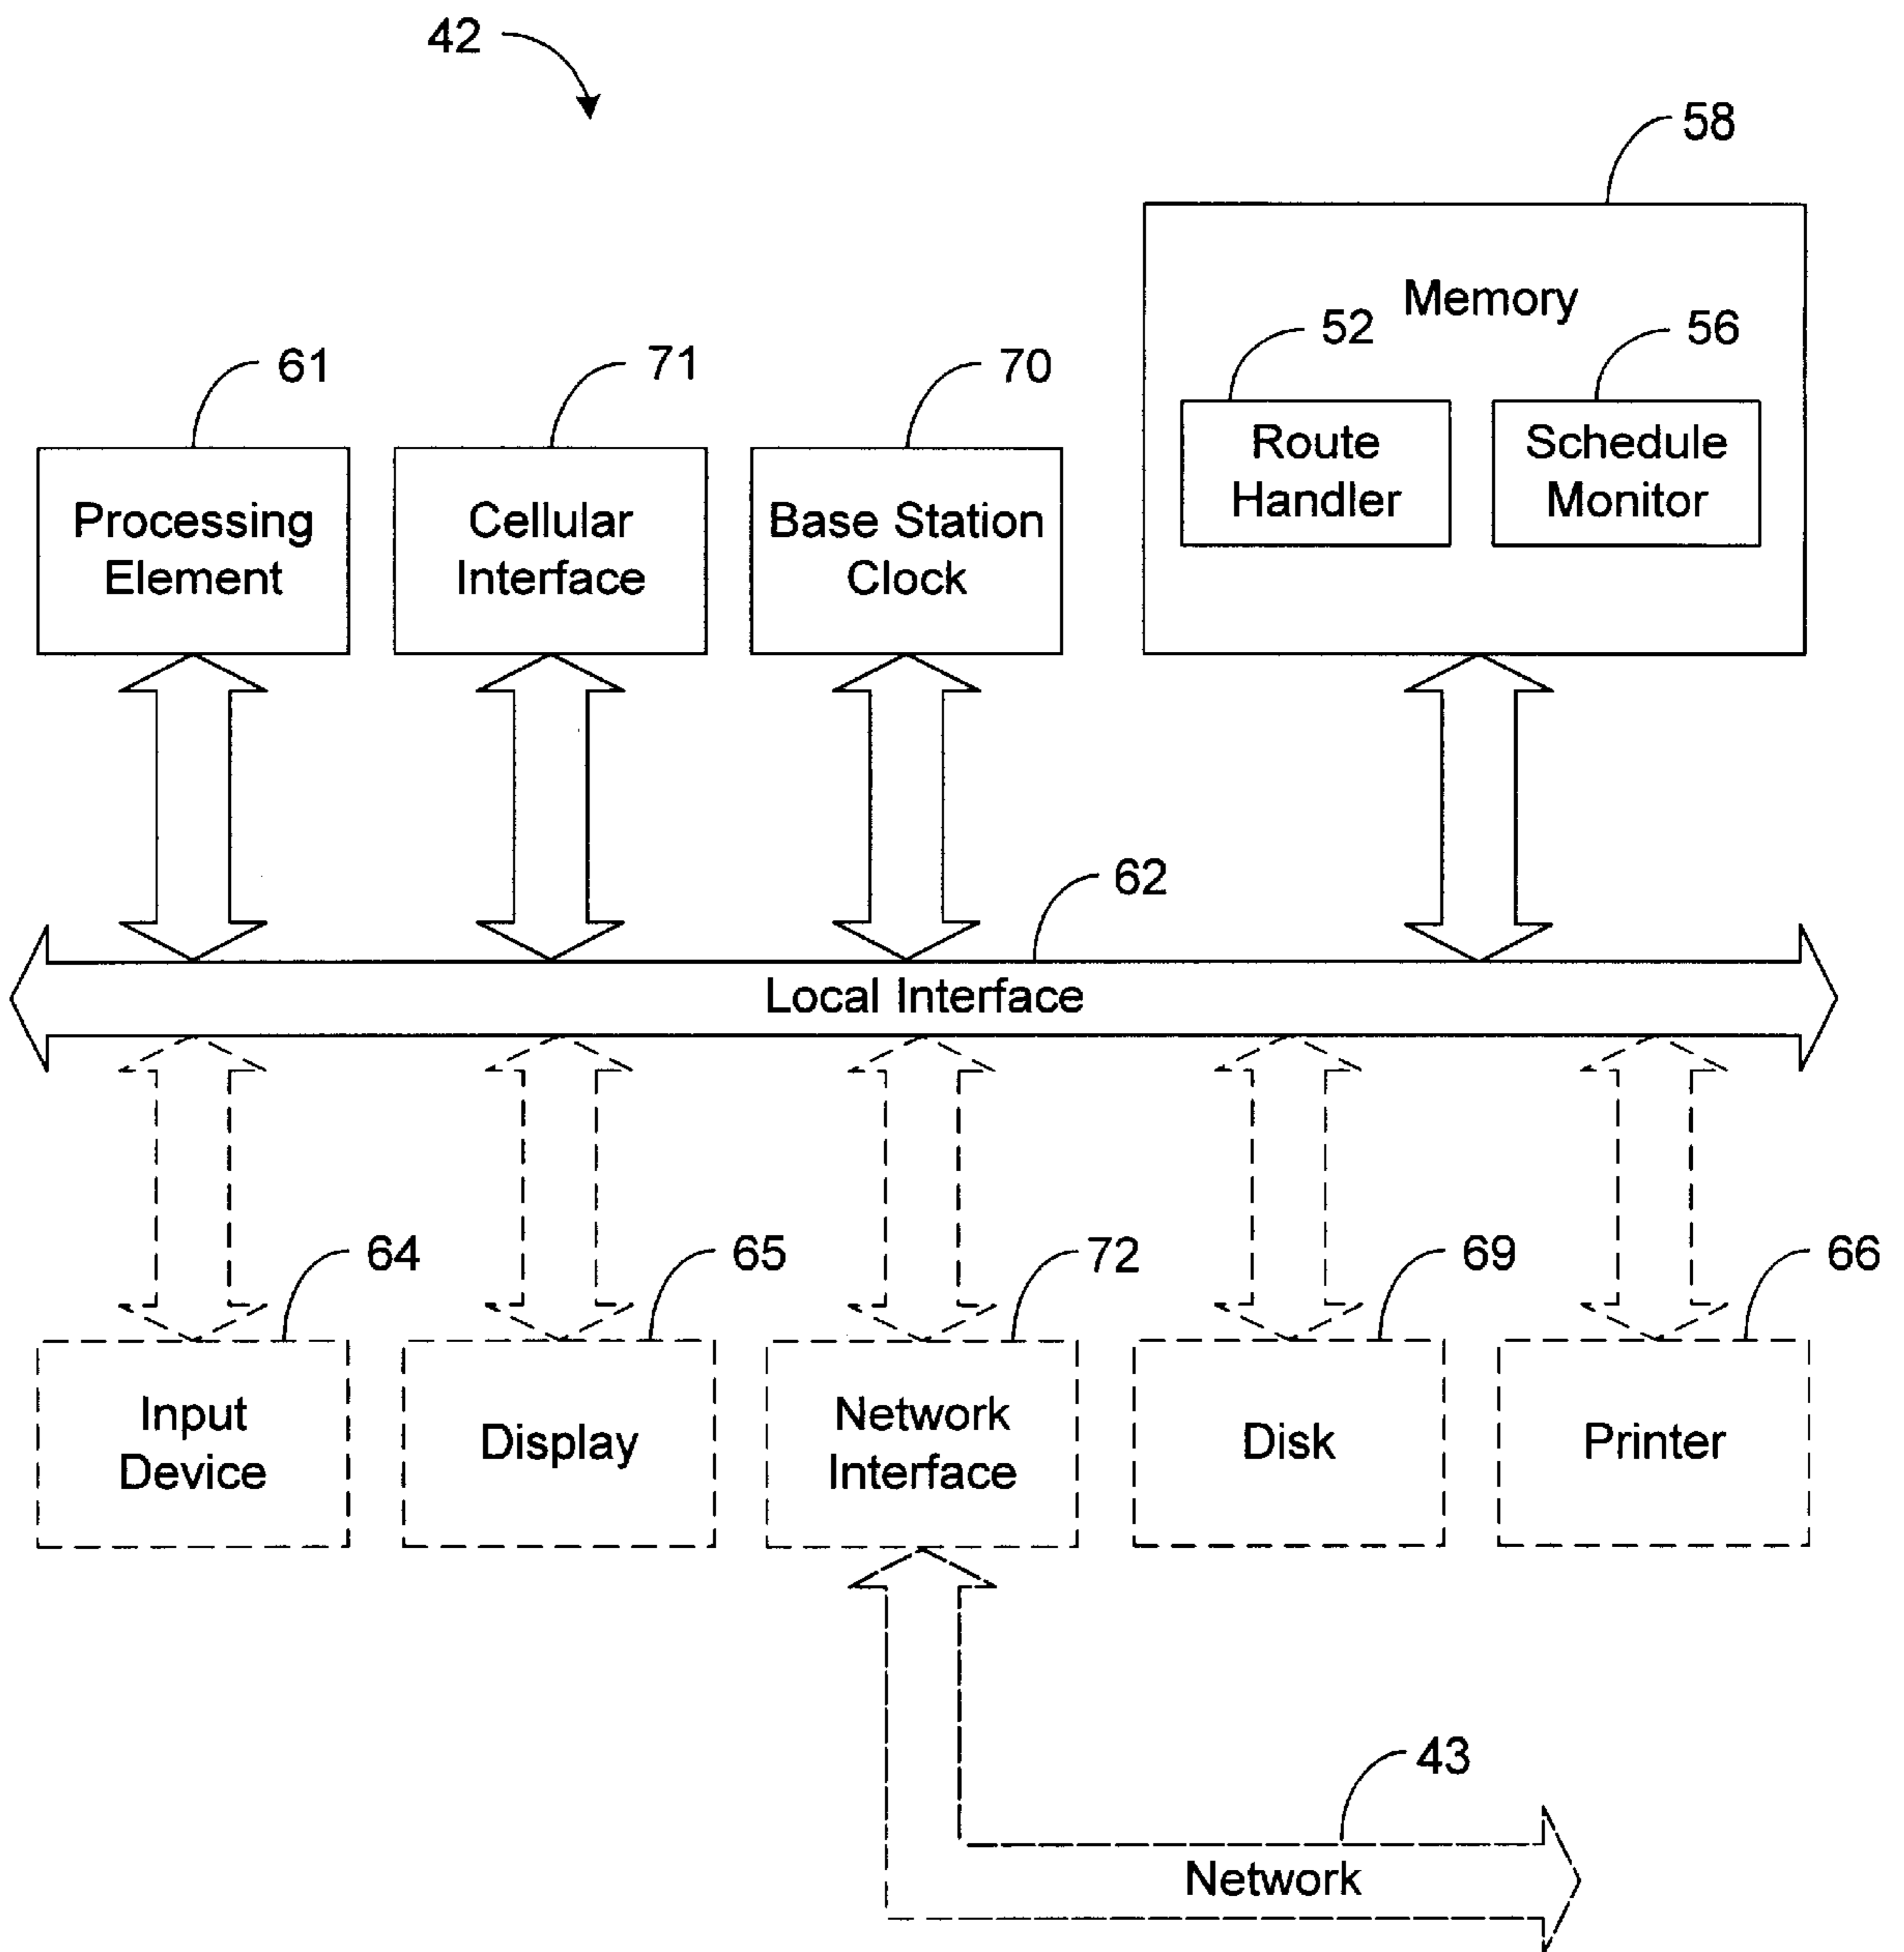 42
58
Memory
52
56
61
71
70
Route
Handler
Schedule
Monitor
Processing
Element
Cellular
Interface
Base Station
Clock
62
Local Interface
64
65
72
69
66
Input
Device
Display
Network
Interface
Disk
Printer
43
Network